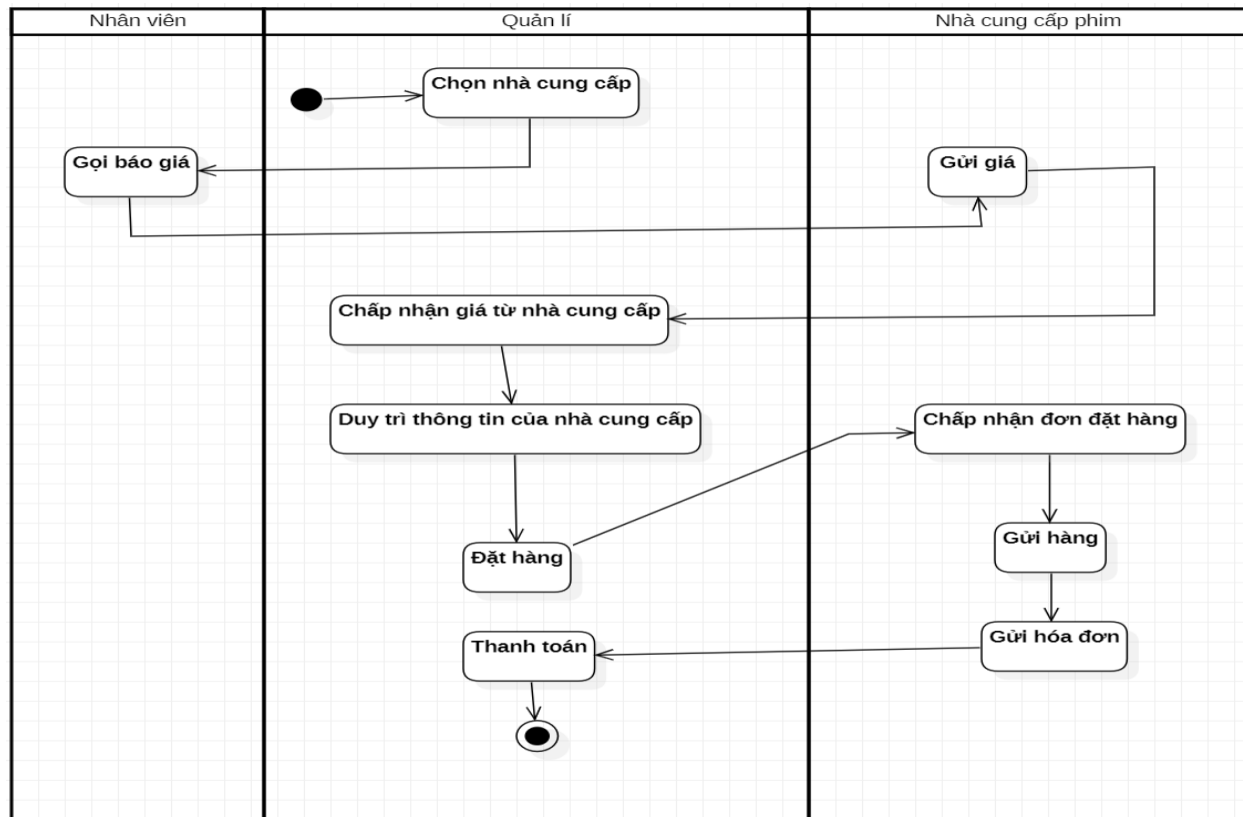 Nhân viên
Quản lí
Nhà cung cấp phim
Chọn nhà cung cấp
Gọi báo giá
Gửi giá
Chấp nhận giá từ nhà cung cấp
Duy trì thông tin của nhà cung cấp
Chấp nhận đơn đặt hàng
Đặt hàng
Gửi hàng
Gửi hóa đơn
Thanh toán